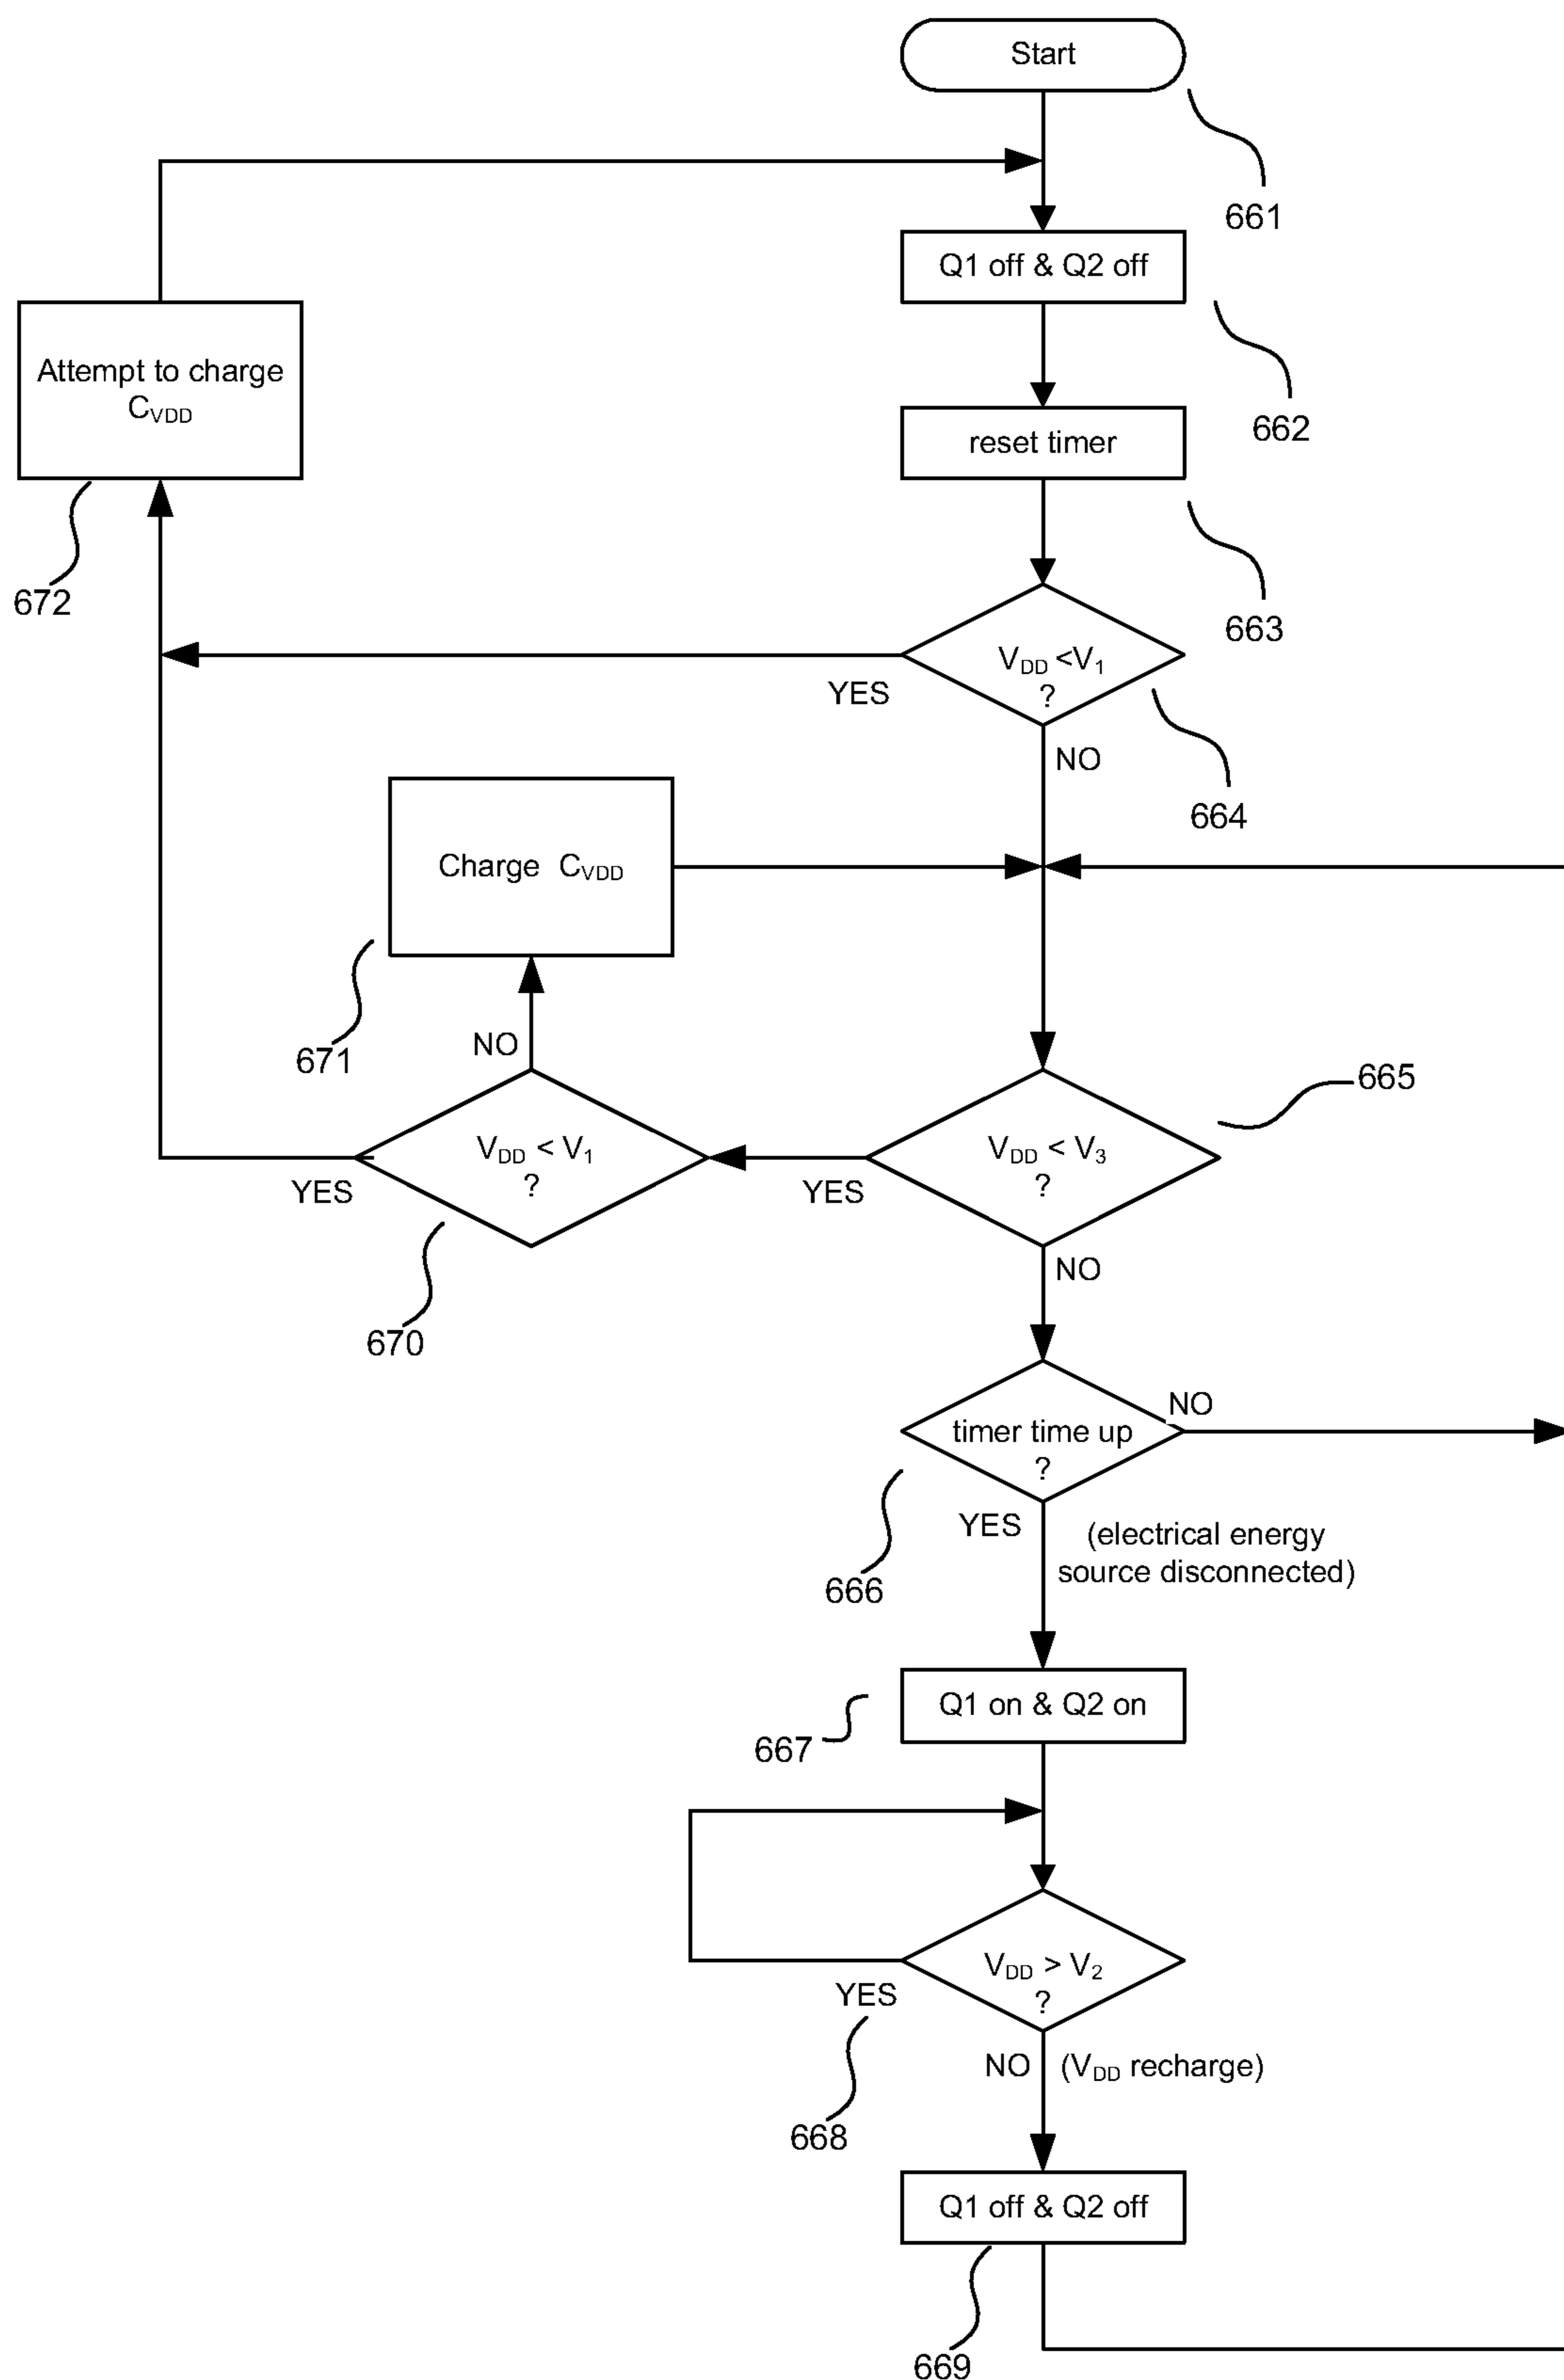 Start
661
Q1 off & Q2 off
662
Attempt to charge
CVDD
672
reset timer
663
VDD <V1
?
YES
NO
664
Charge CVDD
671
NO
VDD < V1
?
YES
670
VDD < V3
?
YES
NO
665
timer time up
?
NO
YES
(electrical energy
source disconnected)
666
Q1 on & Q2 on
667
VDD > V2
?
YES
NO (VDD recharge)
668
Q1 off & Q2 off
669